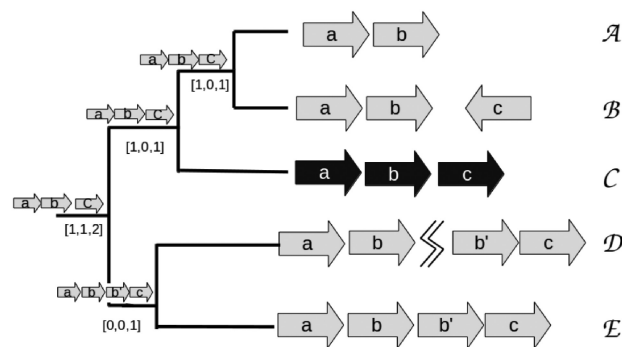 a b A
a b C
[1,0,1]
a b c B
a b c
[1,0,1]
a b c C
a b C
[1,1,2]
a b b' c D
a b b' c
[0,0,1]
a b b' c E